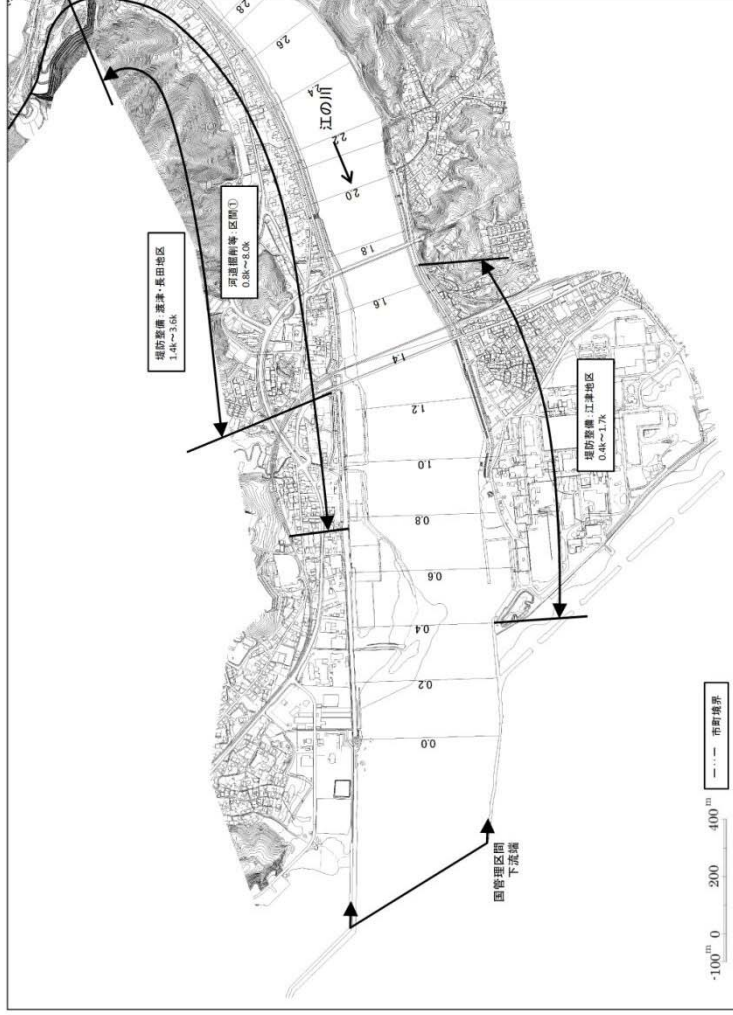 2.8
2.6
2.4
2.2
2.0
1.8
1.6
1.4
1.2
1.0
0.8
0.6
0.4
0.2
0.0
江の川
堤防整備：渡津・長田地区
1.4k～3.6k
河道掘削等：区間①
0.8k～8.0k
堤防整備：江津地区
0.4k～1.7k
国管理区間
下流端
市町境界
-100m 0 200 400m